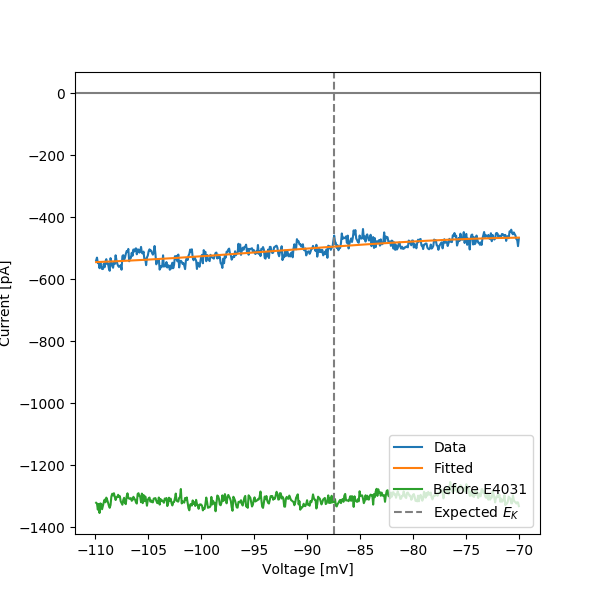 0
−200
−400
−600
−800
−1000
−1200
−1400
Current [pA]
Data
Fitted
Before E4031
Expected $E_K$
−110
−105
−100
−95
−90
−85
−80
−75
−70
Voltage [mV]